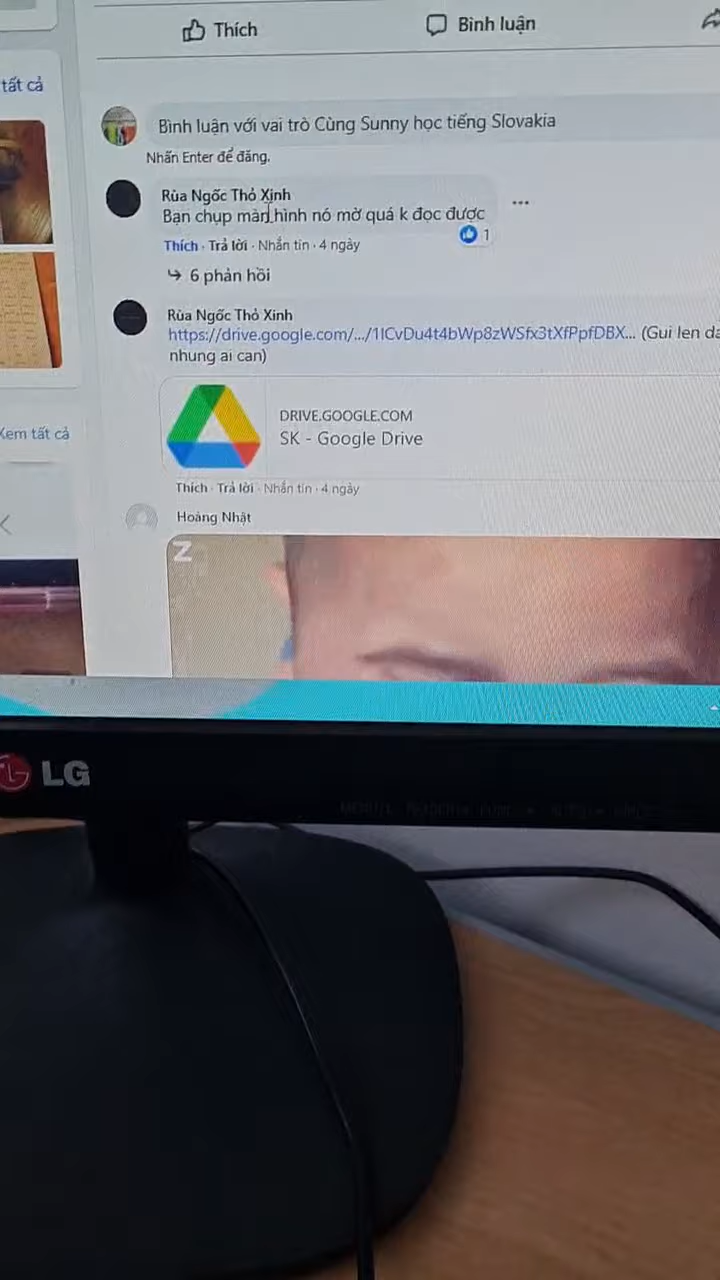 Thích
Bình luận
tất cả
Bình luận với vai trò Cùng Sunny học tiếng Slovakia
Nhấn Enter để đăng.
Rùa Ngốc Thỏ Xinh
Bạn chụp màn hình nó mờ quá k đọc được
1
Thích · Trả lời · Nhắn tin · 4 ngày
6 phản hồi
Rùa Ngốc Thỏ Xinh
https://drive.google.com/.../1ICvDu4t4bWp8zWSfx3tXfPpfDBX... (Gui len da
nhung ai can)
Xem tất cả
DRIVE.GOOGLE.COM
SK - Google Drive
Thích · Trả lời · Nhắn tin · 4 ngày
Hoàng Nhật
Z
LG